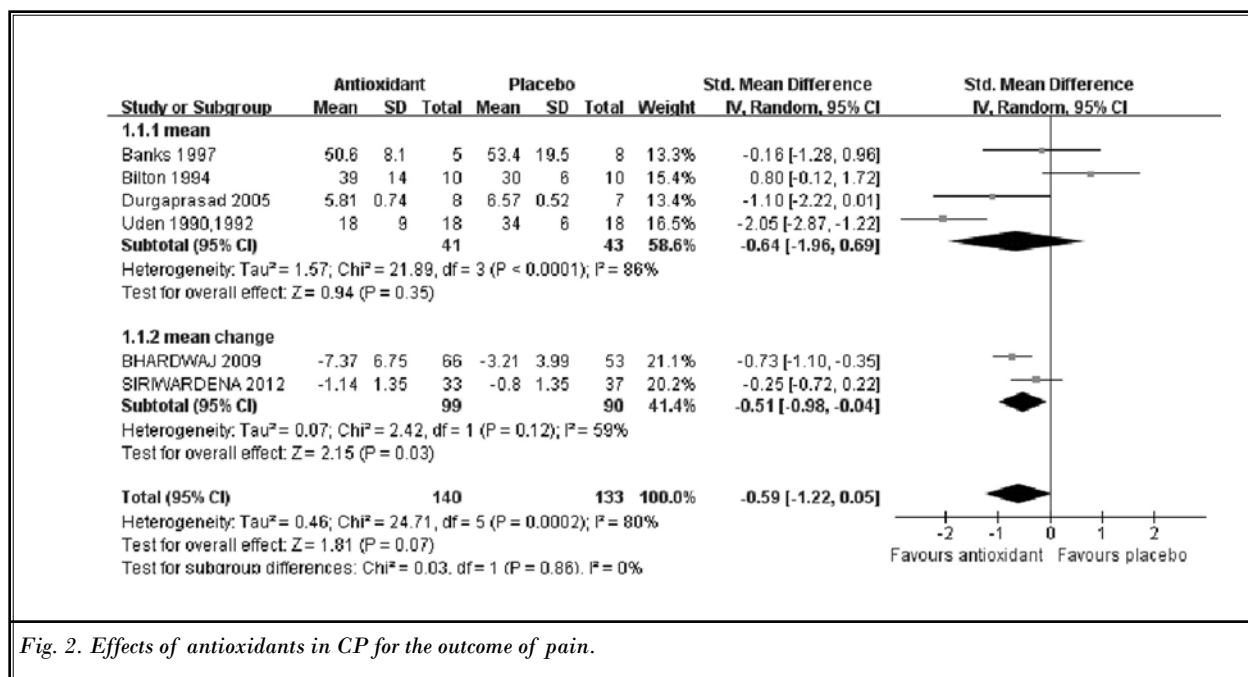 Antioxidant Placebo Std. Mean Difference Std. Mean Difference
Study or Subgroup Mean SD Total Mean SD Total Weight IV, Random, 95% CI IV, Random, 95% CI
1.1.1 mean
Banks 1997 50.6 8.1 5 53.4 19.5 8 13.3% -0.16 [-1.28, 0.96]
Bilton 1994 39 14 10 30 6 10 15.4% 0.80 [-0.12, 1.72]
Durgaprasad 2005 5.81 0.74 8 6.57 0.52 7 13.4% -1.10 [-2.22, 0.01]
Uden 1990,1992 18 9 18 34 6 18 16.5% -2.05 [-2.87, -1.22]
Subtotal (95% CI) 41 43 58.6% -0.64 [-1.96, 0.69]
Heterogeneity: Tau² = 1.57; Chi² = 21.89, df = 3 (P < 0.0001); I² = 86%
Test for overall effect: Z = 0.94 (P = 0.35)
1.1.2 mean change
BHARDWAJ 2009 -7.37 6.75 66 -3.21 3.99 53 21.1% -0.73 [-1.10, -0.35]
SIRIWARDENA 2012 -1.14 1.35 33 -0.8 1.35 37 20.2% -0.25 [-0.72, 0.22]
Subtotal (95% CI) 99 90 41.4% -0.51 [-0.98, -0.04]
Heterogeneity: Tau² = 0.07; Chi² = 2.42, df = 1 (P = 0.12); I² = 59%
Test for overall effect: Z = 2.15 (P = 0.03)
Total (95% CI) 140 133 100.0% -0.59 [-1.22, 0.05]
Heterogeneity: Tau² = 0.46; Chi² = 24.71, df = 5 (P = 0.0002); I² = 80%
Test for overall effect: Z = 1.81 (P = 0.07)
Test for subgroup differences: Chi² = 0.03, df = 1 (P = 0.86), I² = 0%
-2 -1 0 1 2
Favours antioxidant Favours placebo
Fig. 2. Effects of antioxidants in CP for the outcome of pain.